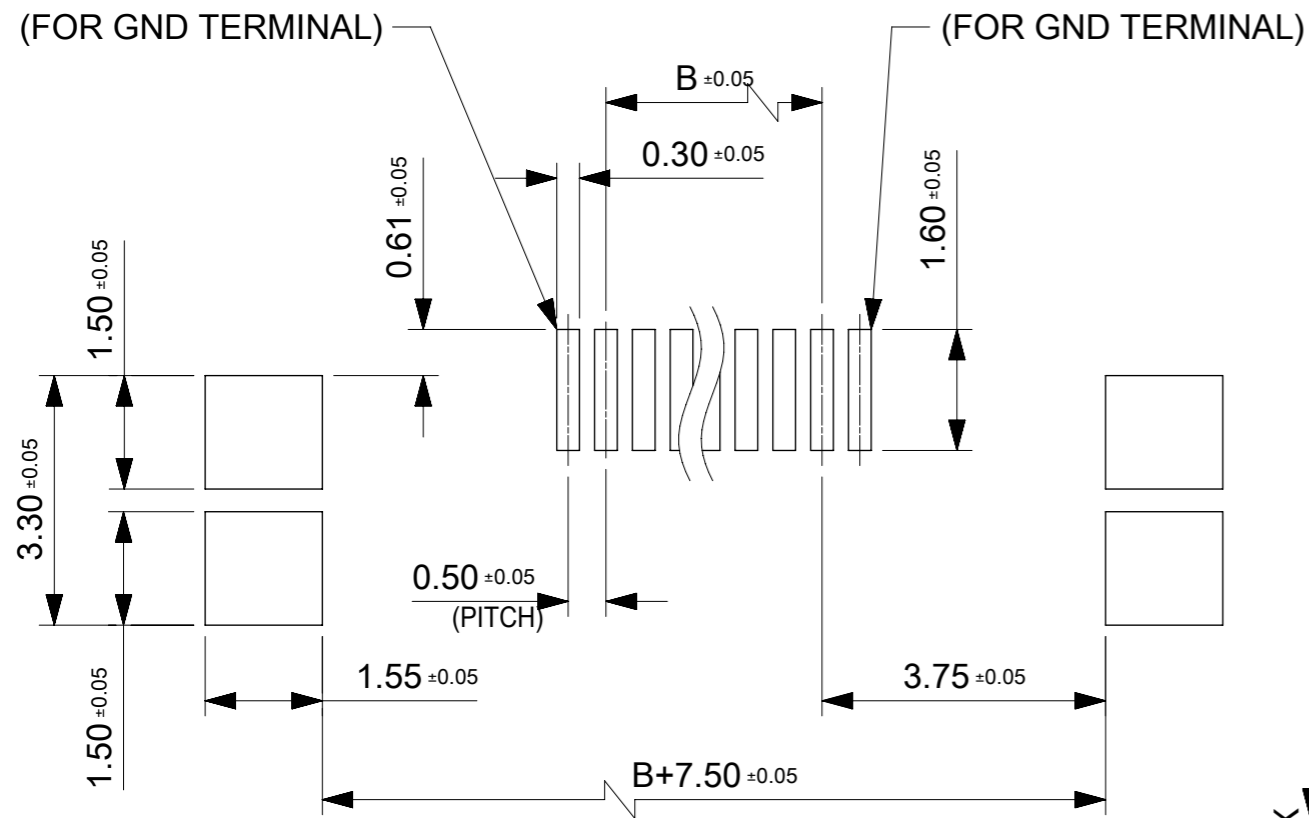 (FOR GND TERMINAL)
(FOR GND TERMINAL)
B ±0.05
0.30 ±0.05
0.61 ±0.05
1.60 ±0.05
1.50 ±0.05
3.30 ±0.05
0.50 ±0.05
(PITCH)
1.55 ±0.05
3.75 ±0.05
1.50 ±0.05
B+7.50 ±0.05